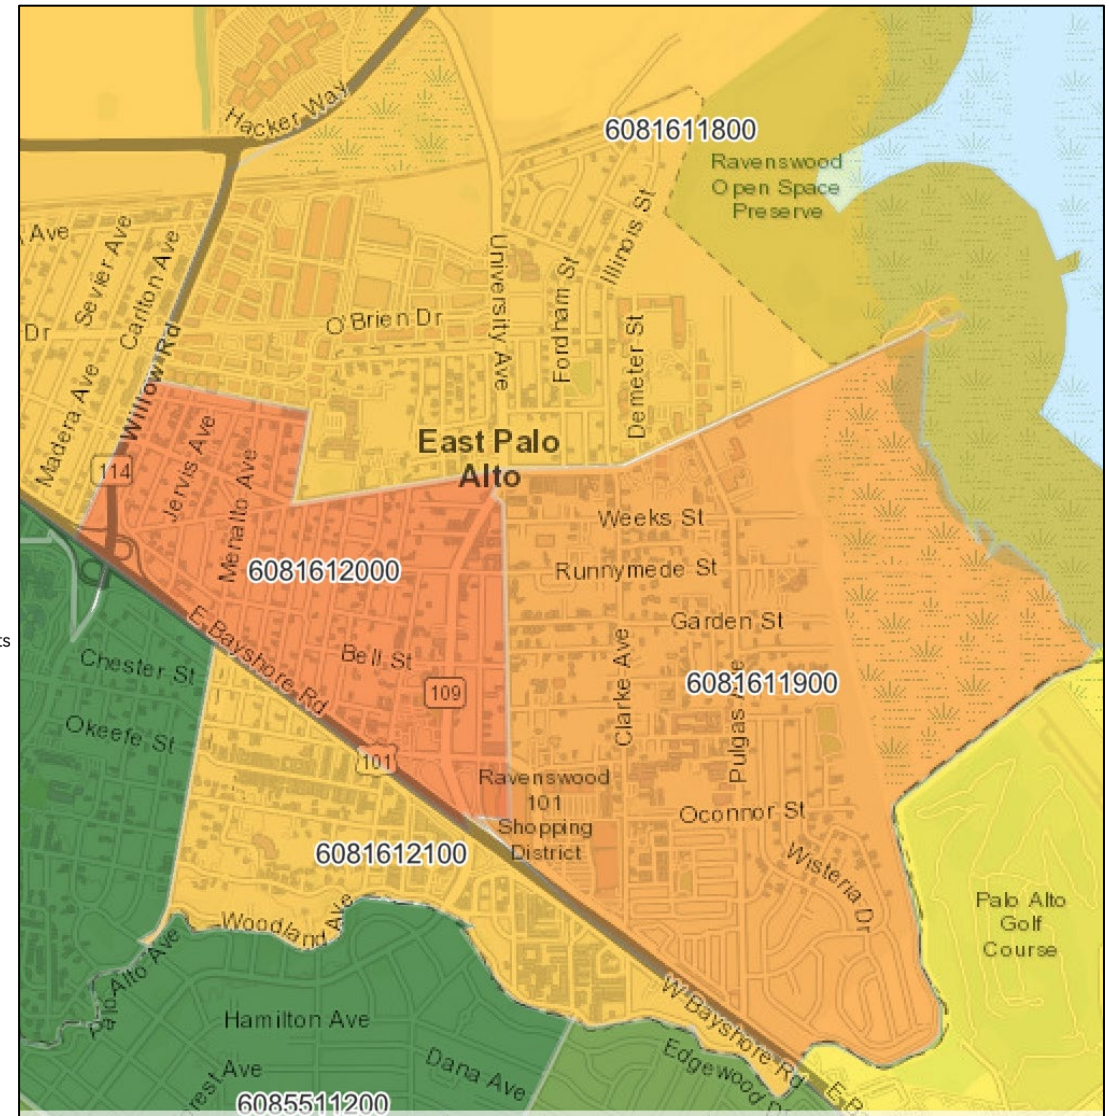 Hacker Way
6081611800
Ravenswood
Open Space
Preserve
Ave
Sevier Ave
Carlton Ave
Illinois St
University Ave
Fordham St
O'Brien Dr
Dr
Demeter St
Madera Ave
Willow Rd
East Palo
Alto
114
Jervis Ave
Menalto Ave
Weeks St
6081612000
Runnymede St
Garden St
E Bayshore Rd
Bell St
Chester St
Clarke Ave
Pulgas Ave
6081611900
109
Okeefe St
101
Ravenswood
101
Shopping
District
Oconnor St
6081612100
Wisteria Dr
Woodland Ave
Palo Alto
Golf
Course
Palo Alto Ave
W Bayshore Rd
Hamilton Ave
Edgewood D
Dana Ave
rest Ave
E B
6085511200